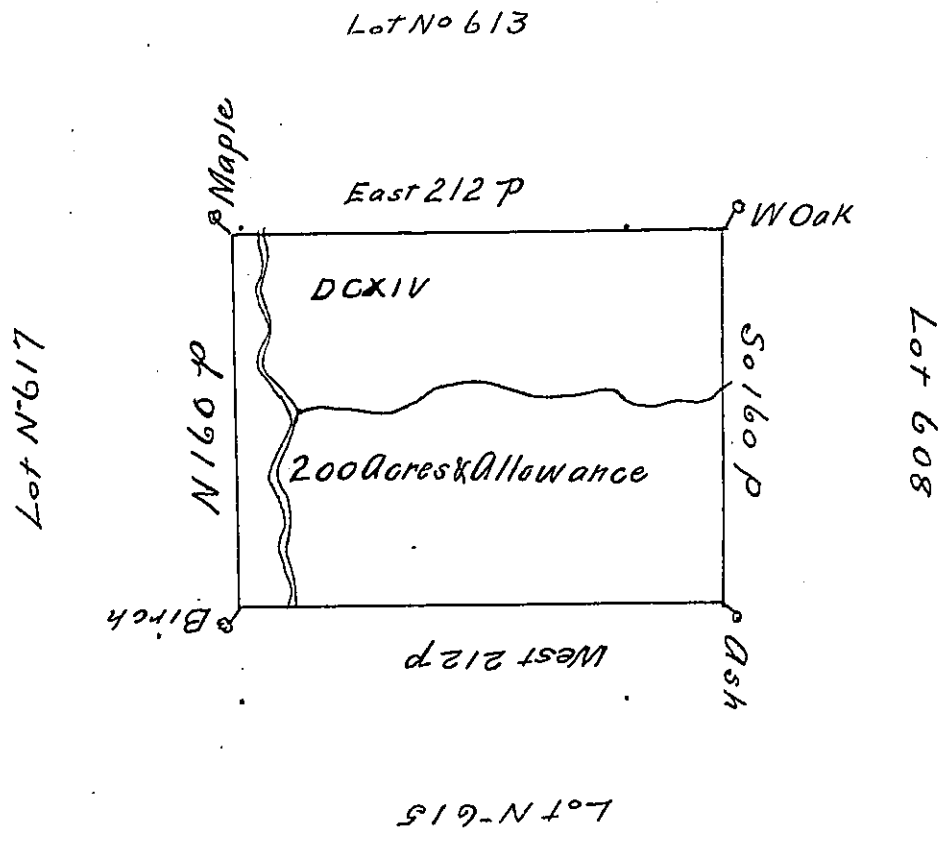 Lot No 613
Maple
East 212 P
W Oak
DCXIV
Lot N-617
N 160 P
So 160 P
Lot 608
200 Acres & Allowance
Birch
West 212 P
Ash
Lot N-615